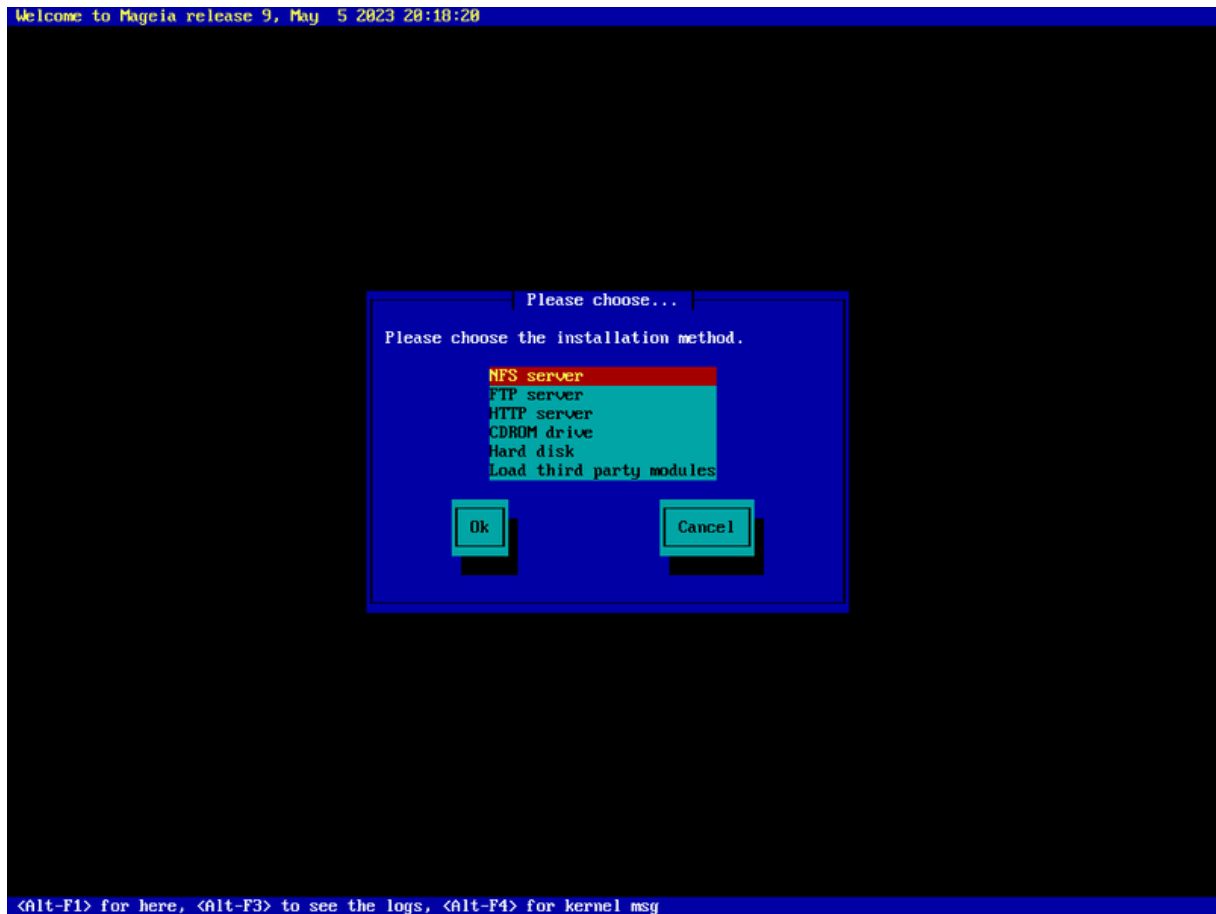 Welcome to Mageia release 9, May  5 2023 20:18:20
Please choose...
Please choose the installation method.
NFS server
FTP server
HTTP server
CDROM drive
Hard disk
Load third party modules
Ok Cancel
<Alt-F1> for here, <Alt-F3> to see the logs, <Alt-F4> for kernel msg